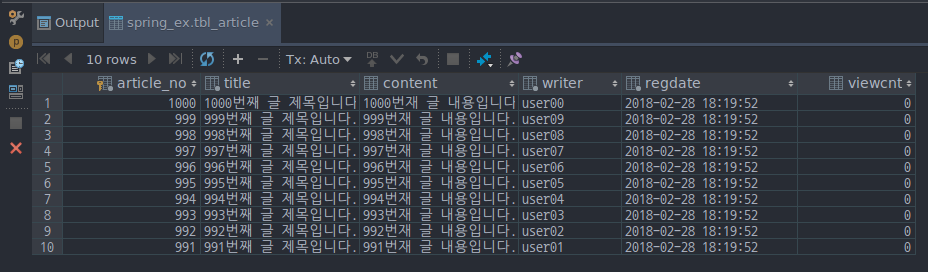 Output spring_ex.tbl_article
10 rows Tx: Auto DB
article_no title content writer regdate viewcnt
1 1000 1000번째 글 제목입니다 1000번재 글 내용입니다 user00 2018-02-28 18:19:52 0
2 999 999번째 글 제목입니다. 999번재 글 내용입니다. user09 2018-02-28 18:19:52 0
3 998 998번째 글 제목입니다. 998번재 글 내용입니다. user08 2018-02-28 18:19:52 0
4 997 997번째 글 제목입니다. 997번재 글 내용입니다. user07 2018-02-28 18:19:52 0
5 996 996번째 글 제목입니다. 996번재 글 내용입니다. user06 2018-02-28 18:19:52 0
6 995 995번째 글 제목입니다. 995번재 글 내용입니다. user05 2018-02-28 18:19:52 0
7 994 994번째 글 제목입니다. 994번재 글 내용입니다. user04 2018-02-28 18:19:52 0
8 993 993번째 글 제목입니다. 993번재 글 내용입니다. user03 2018-02-28 18:19:52 0
9 992 992번째 글 제목입니다. 992번재 글 내용입니다. user02 2018-02-28 18:19:52 0
10 991 991번째 글 제목입니다. 991번재 글 내용입니다. user01 2018-02-28 18:19:52 0